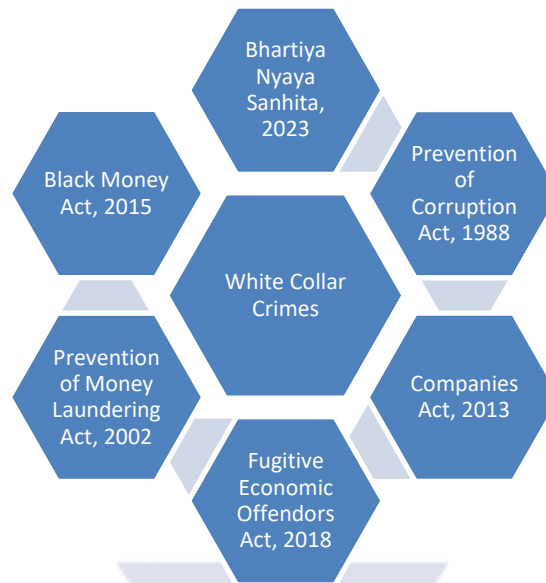 Bhartiya
Nyaya
Sanhita,
2023
Prevention
of
Corruption
Act, 1988
Companies
Act, 2013
Fugitive
Economic
Offendors
Act, 2018
Prevention
of Money
Laundering
Act, 2002
Black Money
Act, 2015
White Collar
Crimes